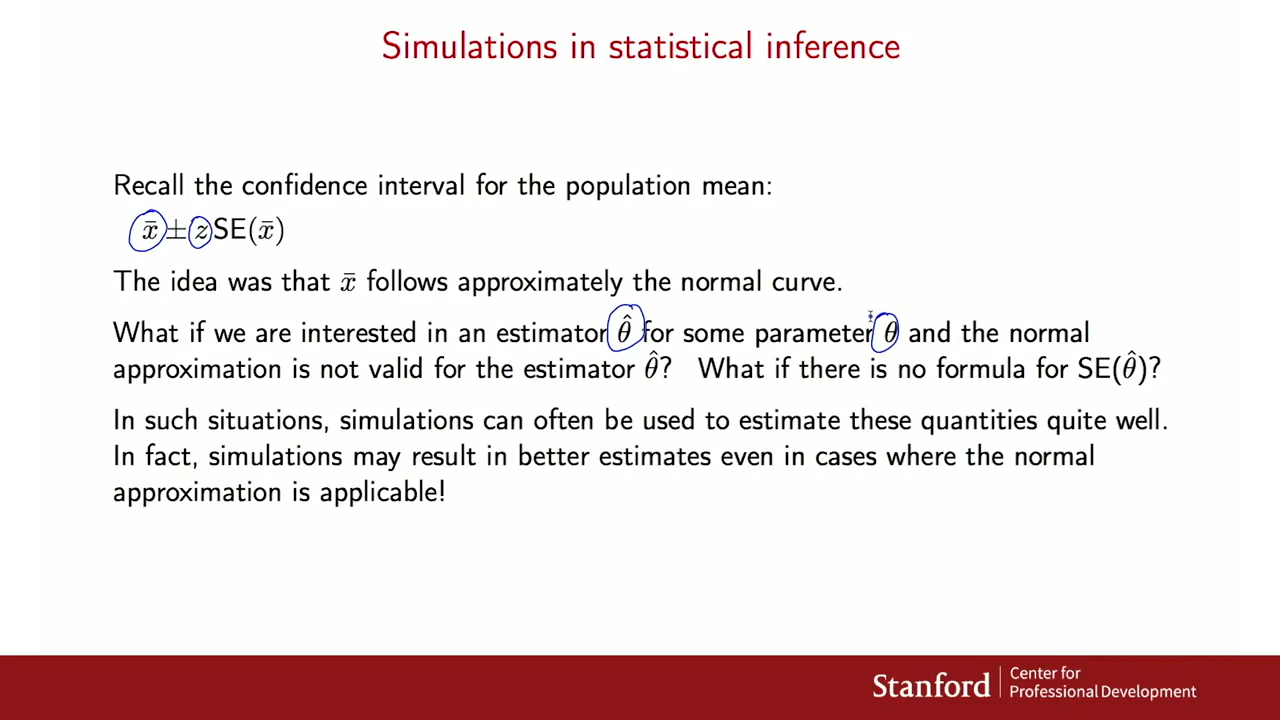 Simulations in statistical inference
Recall the confidence interval for the population mean:
x̄ ± z SE(x̄)
The idea was that x̄ follows approximately the normal curve.
What if we are interested in an estimator θ̂ for some parameter θ and the normal
approximation is not valid for the estimator θ̂? What if there is no formula for SE(θ̂)?
In such situations, simulations can often be used to estimate these quantities quite well.
In fact, simulations may result in better estimates even in cases where the normal
approximation is applicable!
Stanford
Center for
Professional Development